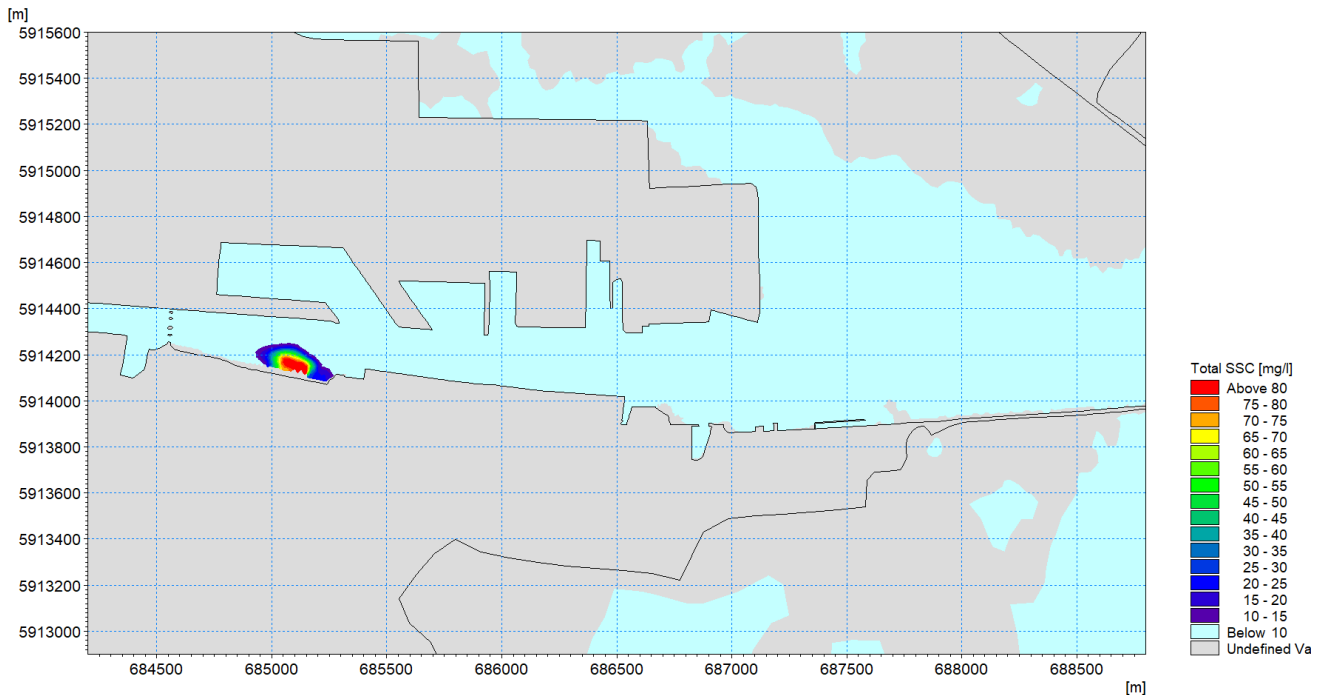 [m]
5915600
5915400
5915200
5915000
5914800
5914600
5914400
5914200
5914000
5913800
5913600
5913400
5913200
5913000
684500 685000 685500 686000 686500 687000 687500 688000 688500
[m]
Total SSC [mg/l]
Above 80
75 - 80
70 - 75
65 - 70
60 - 65
55 - 60
50 - 55
45 - 50
40 - 45
35 - 40
30 - 35
25 - 30
20 - 25
15 - 20
10 - 15
Below 10
Undefined Va